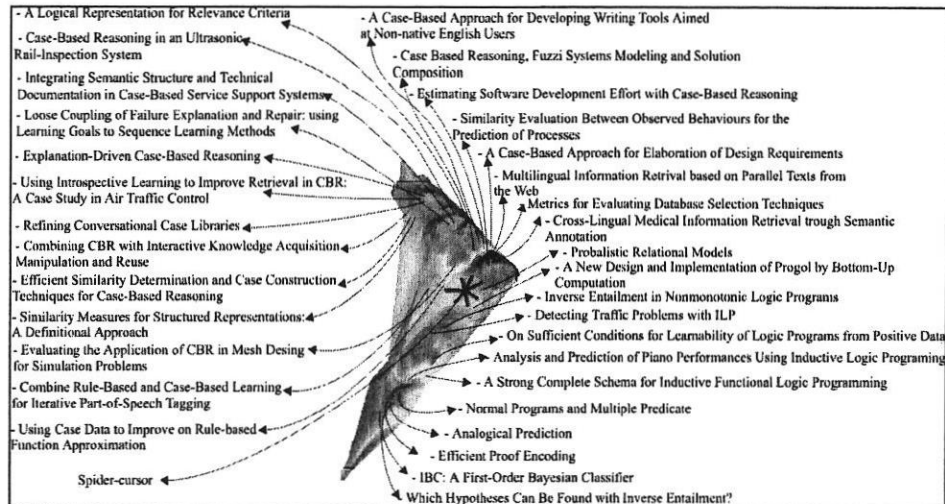 - A Logical Representation for Relevance Criteria
- Case-Based Reasoning in an Ultrasonic
Rail-Inspection System
- Integrating Semantic Structure and Technical
Documentation in Case-Based Service Support Systems
- Loose Coupling of Failure Explanation and Repair: using
Learning Goals to Sequence Learning Methods
- Explanation-Driven Case-Based Reasoning
- Using Introspective Learning to Improve Retrieval in CBR:
A Case Study in Air Traffic Control
- Refining Conversational Case Libraries
- Combining CBR with Interactive Knowledge Acquisition
Manipulation and Reuse
- Efficient Similarity Determination and Case Construction
Techniques for Case-Based Reasoning
- Similarity Measures for Structured Representations:
A Definitional Approach
- Evaluating the Application of CBR in Mesh Desing
for Simulation Problems
- Combine Rule-Based and Case-Based Learning
for Iterative Part-of-Speech Tagging
- Using Case Data to Improve on Rule-based
Function Approximation
Spider-cursor
- A Case-Based Approach for Developing Writing Tools Aimed
at Non-native English Users
- Case Based Reasoning, Fuzzi Systems Modeling and Solution
Composition
- Estimating Software Development Effort with Case-Based Reasoning
- Similarity Evaluation Between Observed Behaviours for the
Prediction of Processes
- A Case-Based Approach for Elaboration of Design Requirements
- Multilingual Information Retrival based on Parallel Texts from
the Web
Metrics for Evaluating Database Selection Techniques
- Cross-Lingual Medical Information Retrieval trough Semantic
Annotation
- Probalistic Relational Models
- A New Design and Implementation of Progol by Bottom-Up
Computation
- Inverse Entailment in Nonmonotonic Logic Programs
- Detecting Traffic Problems with ILP
- On Sufficient Conditions for Learnability of Logic Programs from Positive Data
Analysis and Prediction of Piano Performances Using Inductive Logic Programing
- A Strong Complete Schema for Inductive Functional Logic Programming
- Normal Programs and Multiple Predicate
- Analogical Prediction
- Efficient Proof Encoding
- IBC: A First-Order Bayesian Classifier
Which Hypotheses Can Be Found with Inverse Entailment?